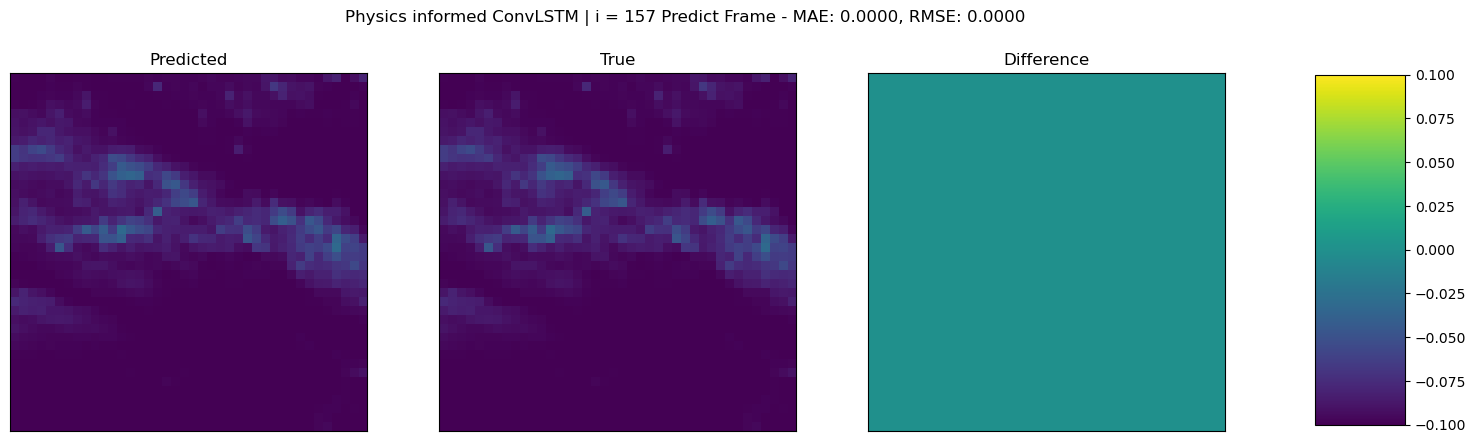 Physics informed ConvLSTM | i = 157 Predict Frame - MAE: 0.0000, RMSE: 0.0000
Predicted
True
Difference
0.100
0.075
0.050
0.025
0.000
−0.025
−0.050
−0.075
−0.100